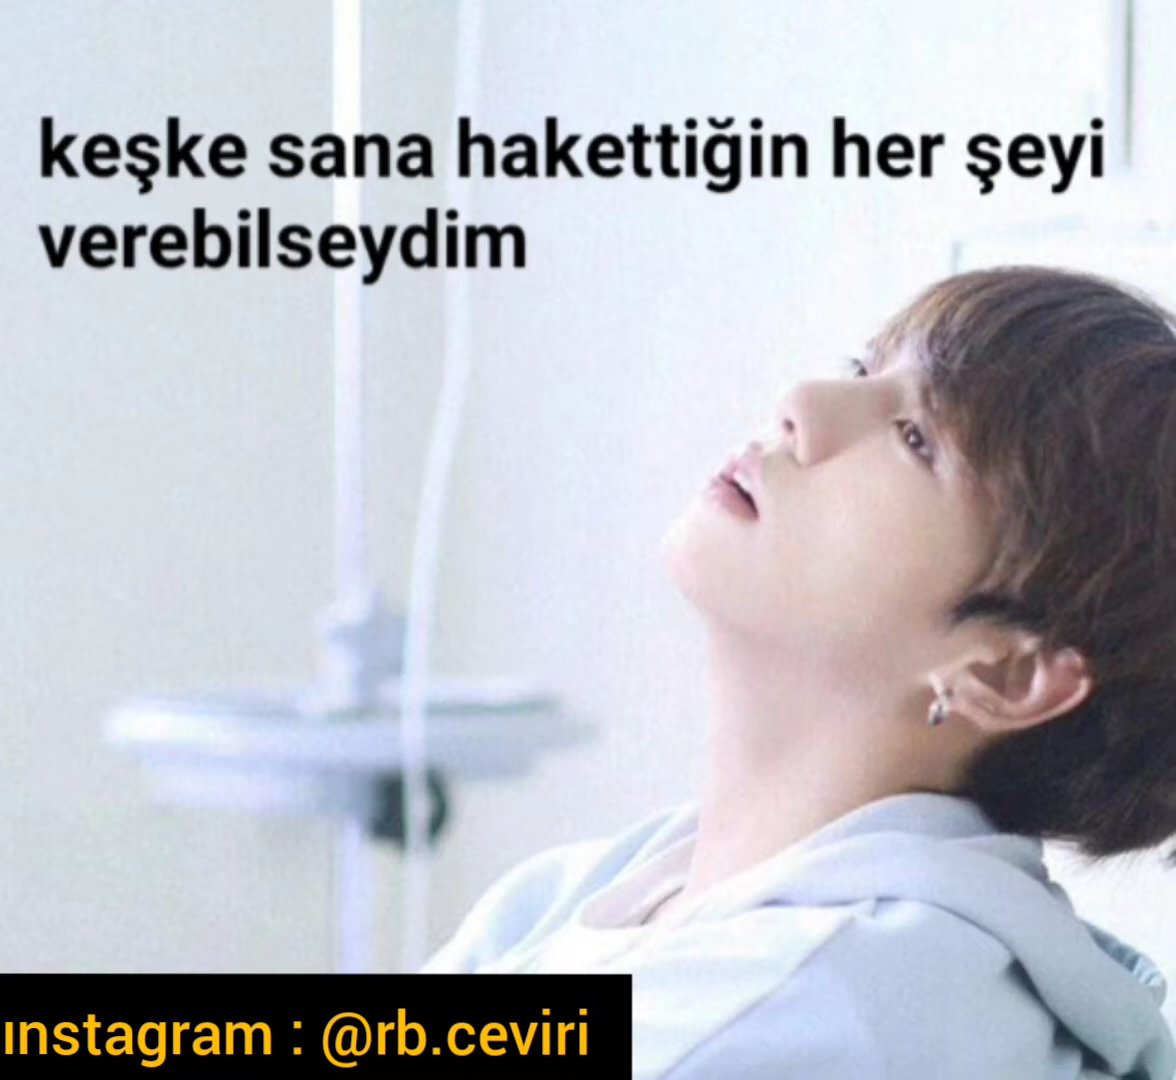 keşke sana hakettiğin her şeyi
verebilseydim
ınstagram : @rb.ceviri